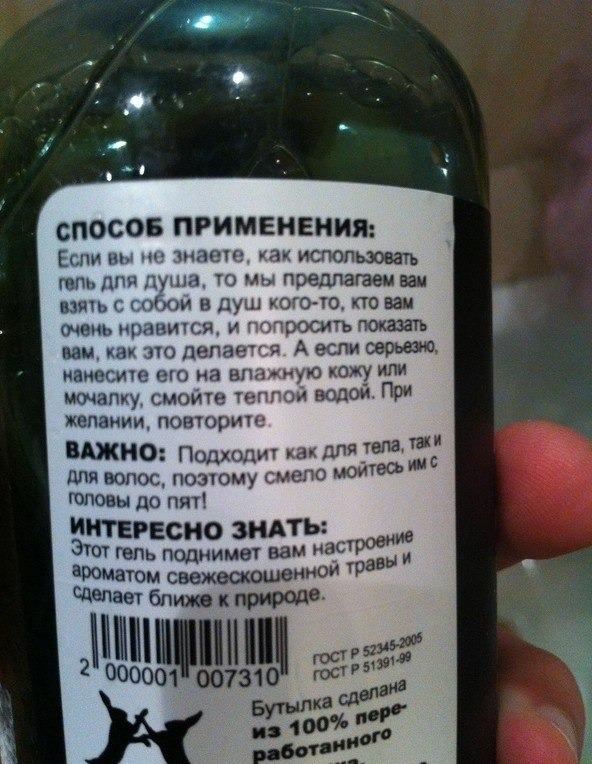 СПОСОБ ПРИМЕНЕНИЯ:
Если вы не знаете, как использовать
гель для душа, то мы предлагаем вам
взять с собой в душ кого-то, кто вам
очень нравится, и попросить показать
вам, как это делается. А если серьезно,
нанесите его на влажную кожу или
мочалку, смойте теплой водой. При
желании, повторите.
ВАЖНО: Подходит как для тела, так и
для волос, поэтому смело мойтесь им с
головы до пят!
ИНТЕРЕСНО ЗНАТЬ:
Этот гель поднимет вам настроение
ароматом свежескошенной травы и
сделает ближе к природе.
2 000001 007310
ГОСТ Р 52345-2005
ГОСТ Р 51391-99
Бутылка сделана
из 100% пере-
работанного